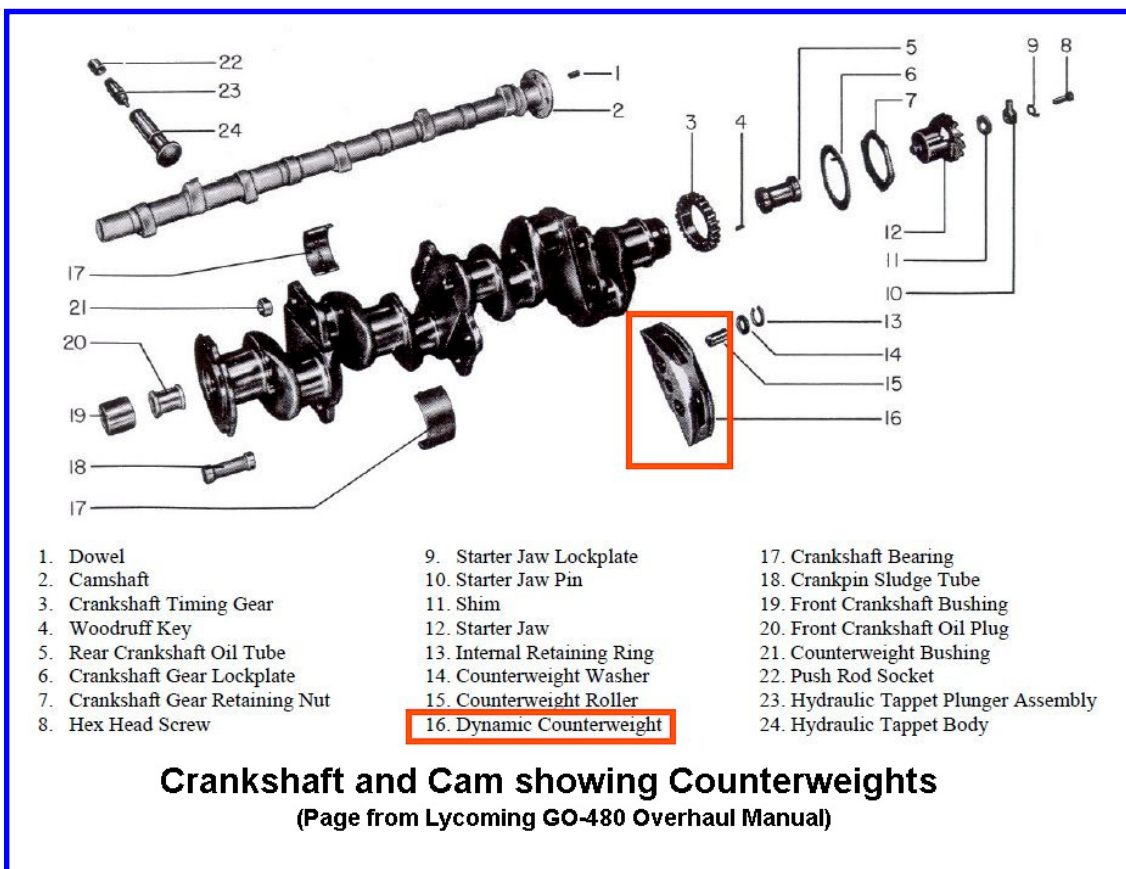 22
23
24
1
2
3
4
5
6
7
9
8
12
11
10
13
14
15
16
17
21
20
19
18
17
1. Dowel
2. Camshaft
3. Crankshaft Timing Gear
4. Woodruff Key
5. Rear Crankshaft Oil Tube
6. Crankshaft Gear Lockplate
7. Crankshaft Gear Retaining Nut
8. Hex Head Screw
9. Starter Jaw Lockplate
10. Starter Jaw Pin
11. Shim
12. Starter Jaw
13. Internal Retaining Ring
14. Counterweight Washer
15. Counterweight Roller
16. Dynamic Counterweight
17. Crankshaft Bearing
18. Crankpin Sludge Tube
19. Front Crankshaft Bushing
20. Front Crankshaft Oil Plug
21. Counterweight Bushing
22. Push Rod Socket
23. Hydraulic Tappet Plunger Assembly
24. Hydraulic Tappet Body
Crankshaft and Cam showing Counterweights
(Page from Lycoming GO-480 Overhaul Manual)